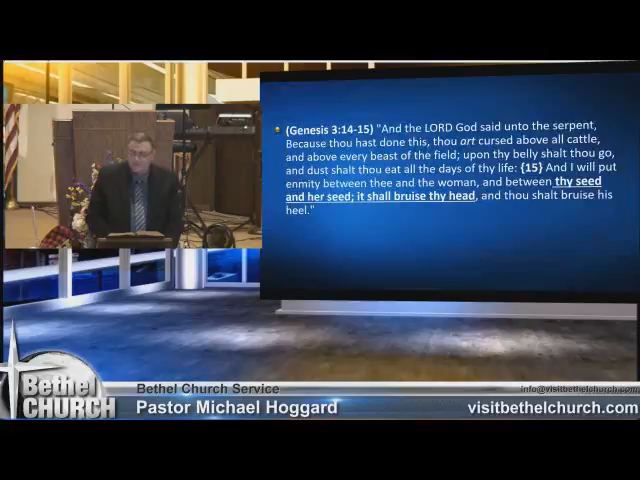 (Genesis 3:14-15) "And the LORD God said unto the serpent,
Because thou hast done this, thou art cursed above all cattle,
and above every beast of the field; upon thy belly shalt thou go,
and dust shalt thou eat all the days of thy life: {15} And I will put
enmity between thee and the woman, and between thy seed
and her seed; it shall bruise thy head, and thou shalt bruise his
heel."
Bethel
CHURCH
Bethel Church Service
info@visitbethelchurch.com
Pastor Michael Hoggard
visitbethelchurch.com